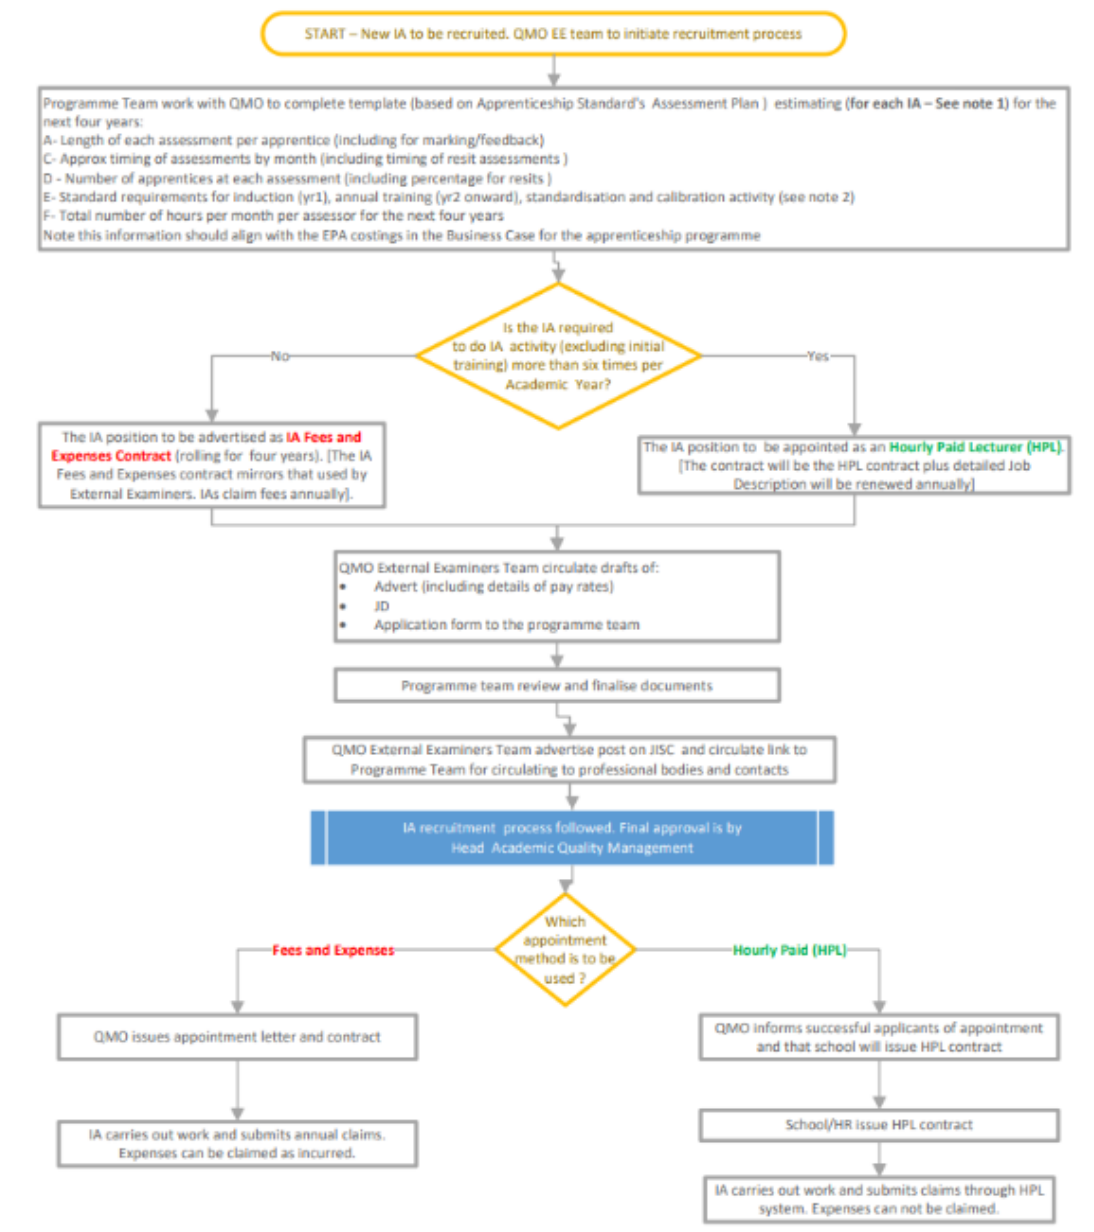 START – New IA to be recruited. QMO EE team to initiate recruitment process
Programme Team work with QMO to complete template (based on Apprenticeship Standard's Assessment Plan ) estimating (for each IA – See note 1) for the
next four years:
A- Length of each assessment per apprentice (including for marking/feedback)
C- Approx timing of assessments by month (including timing of resit assessments )
D - Number of apprentices at each assessment (including percentage for resits )
E- Standard requirements for induction (yr1), annual training (yr2 onward), standardisation and calibration activity (see note 2)
F- Total number of hours per month per assessor for the next four years
Note this information should align with the EPA costings in the Business Case for the apprenticeship programme
Is the IA required
to do IA activity (excluding initial
training) more than six times per
Academic Year?
No
Yes
The IA position to be advertised as IA Fees and
Expenses Contract (rolling for four years). [The IA
Fees and Expenses contract mirrors that used by
External Examiners. IAs claim fees annually].
The IA position to be appointed as an Hourly Paid Lecturer (HPL).
[The contract will be the HPL contract plus detailed Job
Description will be renewed annually]
QMO External Examiners Team circulate drafts of:
• Advert (including details of pay rates)
• JD
• Application form to the programme team
Programme team review and finalise documents
QMO External Examiners Team advertise post on JISC and circulate link to
Programme Team for circulating to professional bodies and contacts
IA recruitment process followed. Final approval is by
Head Academic Quality Management
Which
appointment
method is to be
used ?
Fees and Expenses
Hourly Paid (HPL)
QMO issues appointment letter and contract
IA carries out work and submits annual claims.
Expenses can be claimed as incurred.
QMO informs successful applicants of appointment
and that school will issue HPL contract
School/HR issue HPL contract
IA carries out work and submits claims through HPL
system. Expenses can not be claimed.